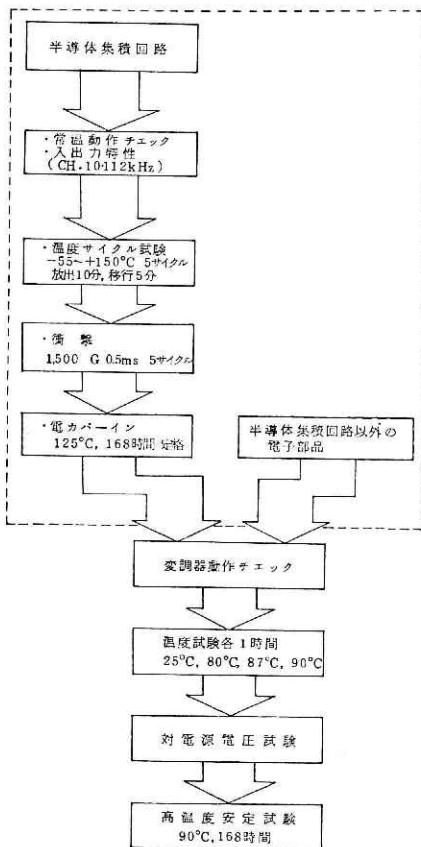 半導体集積回路
・常温動作チェック
・入出力特性
(CH・10・112kHz)
・温度サイクル試験
−55〜+150℃ 5サイクル
放出10分, 移行5分
・衝撃
1,500 G 0.5ms 5サイクル
・電力バーイン
125℃, 168時間 定格
半導体集積回路以外の
電子部品
変調器動作チェック
温度試験各1時間
25℃, 80℃, 87℃, 90℃
対電源電圧試験
高温度安定試験
90℃, 168時間